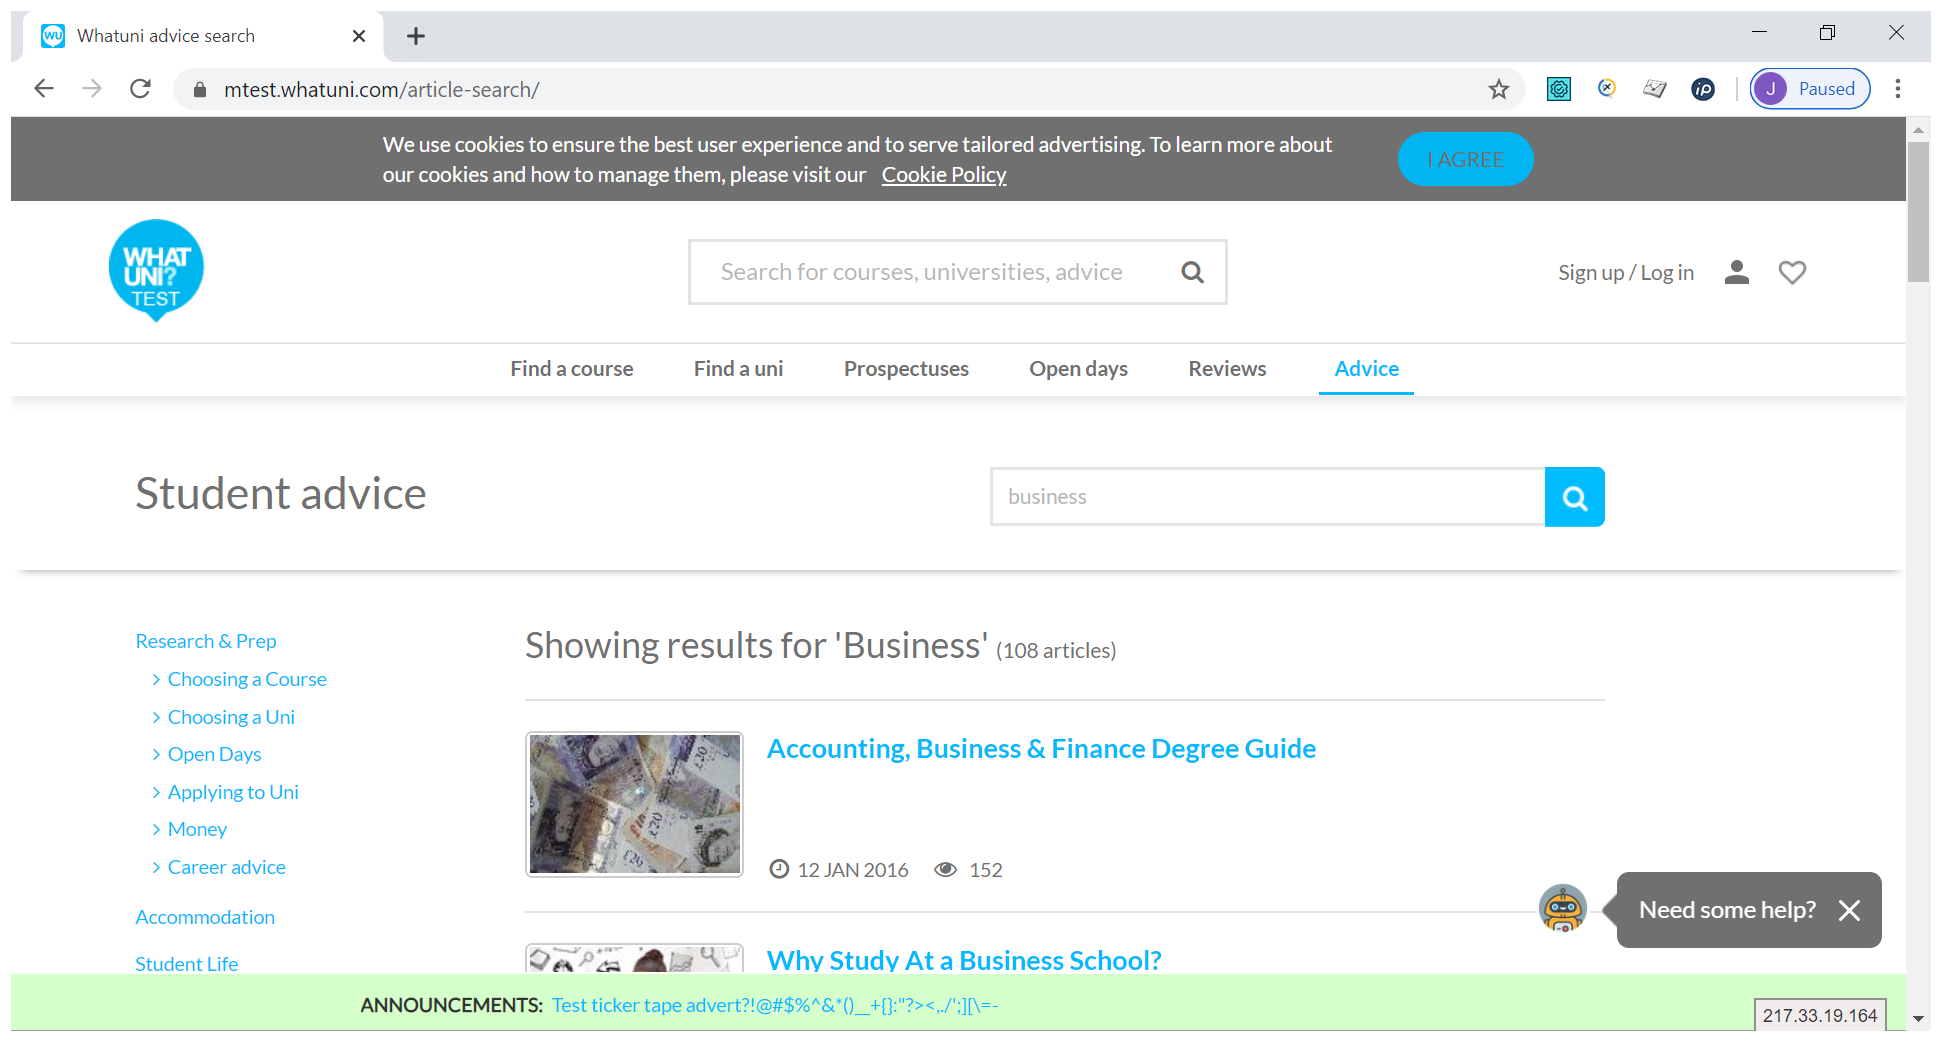 Whatuni advice search
mtest.whatuni.com/article-search/
J Paused
We use cookies to ensure the best user experience and to serve tailored advertising. To learn more about
our cookies and how to manage them, please visit our Cookie Policy
I AGREE
WHAT
UNI?
TEST
Search for courses, universities, advice
Sign up / Log in
Find a course Find a uni Prospectuses Open days Reviews Advice
Student advice
business
Research & Prep
Choosing a Course
Choosing a Uni
Open Days
Applying to Uni
Money
Career advice
Accommodation
Student Life
Showing results for 'Business' (108 articles)
Accounting, Business & Finance Degree Guide
12 JAN 2016 152
Why Study At a Business School?
Need some help?
ANNOUNCEMENTS: Test ticker tape advert?!@#$%^&*()__+{}:"?><,./';][\=-
217.33.19.164